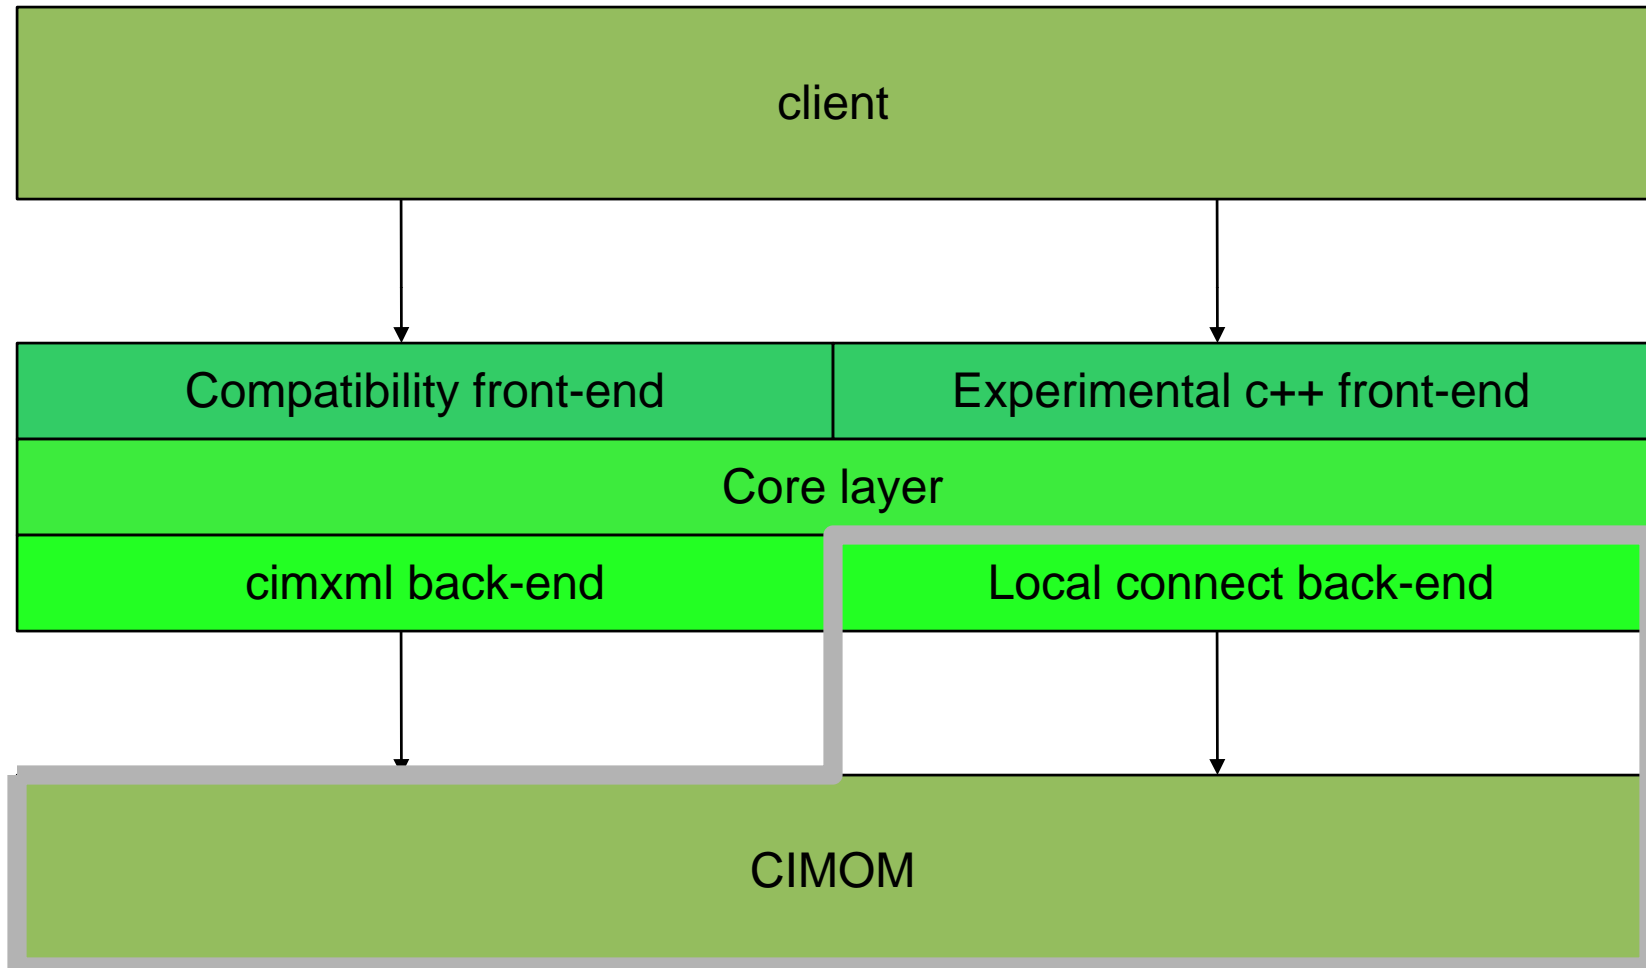 client
Compatibility front-end
Experimental c++ front-end
Core layer
cimxml back-end
Local connect back-end
CIMOM